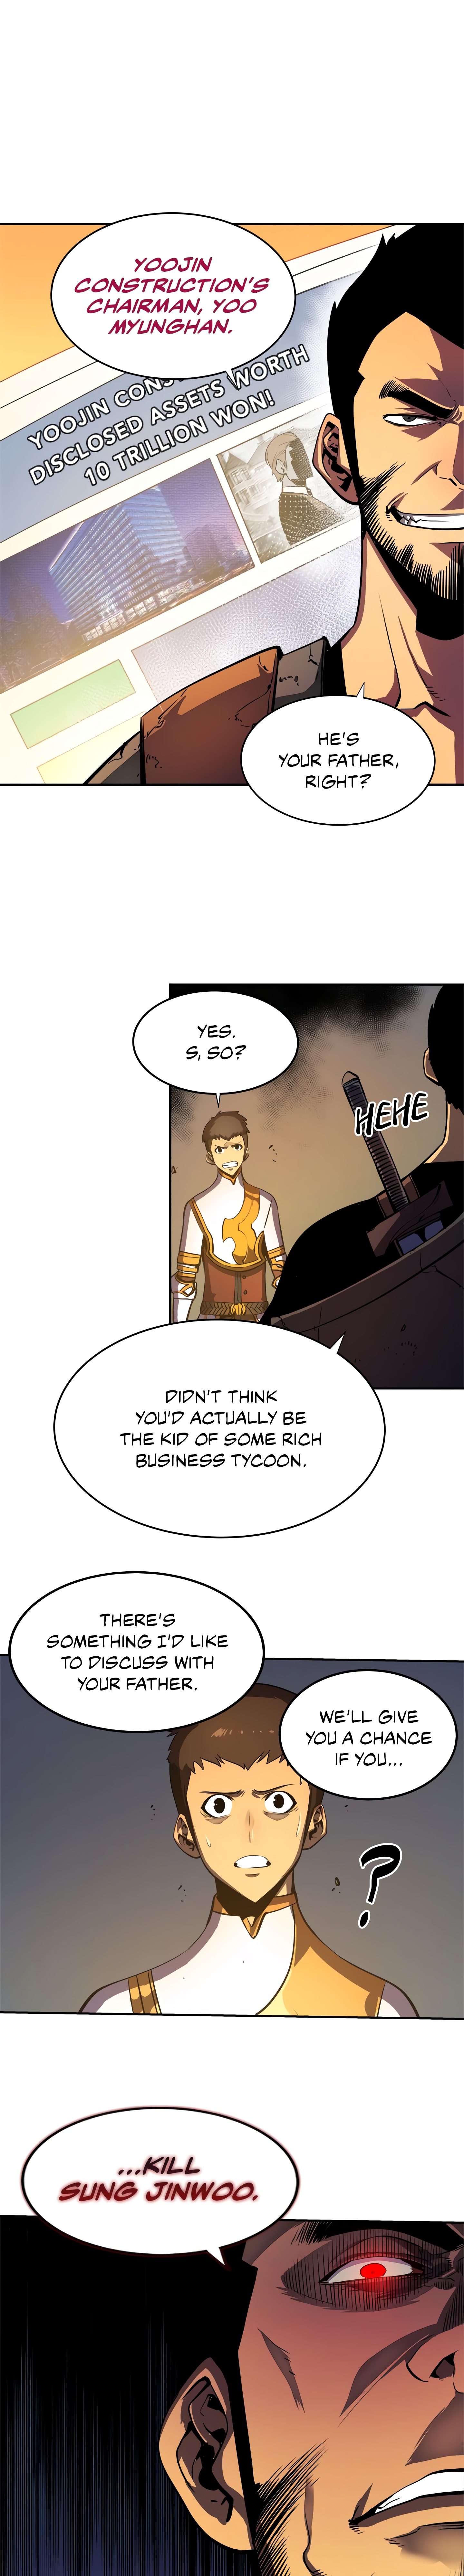 YOOJIN
CONSTRUCTION'S
CHAIRMAN, YOO
MYUNGHAN.
YOOJIN CONS
DISCLOSED ASSETS WORTH
10 TRILLION WON!
HE'S
YOUR FATHER,
RIGHT?
YES.
S, SO?
HEHE
DIDN'T THINK
YOU'D ACTUALLY BE
THE KID OF SOME RICH
BUSINESS TYCOON.
THERE'S
SOMETHING I'D LIKE
TO DISCUSS WITH
YOUR FATHER.
WE'LL GIVE
YOU A CHANCE
IF YOU...
?
...KILL
SUNG JINWOO.